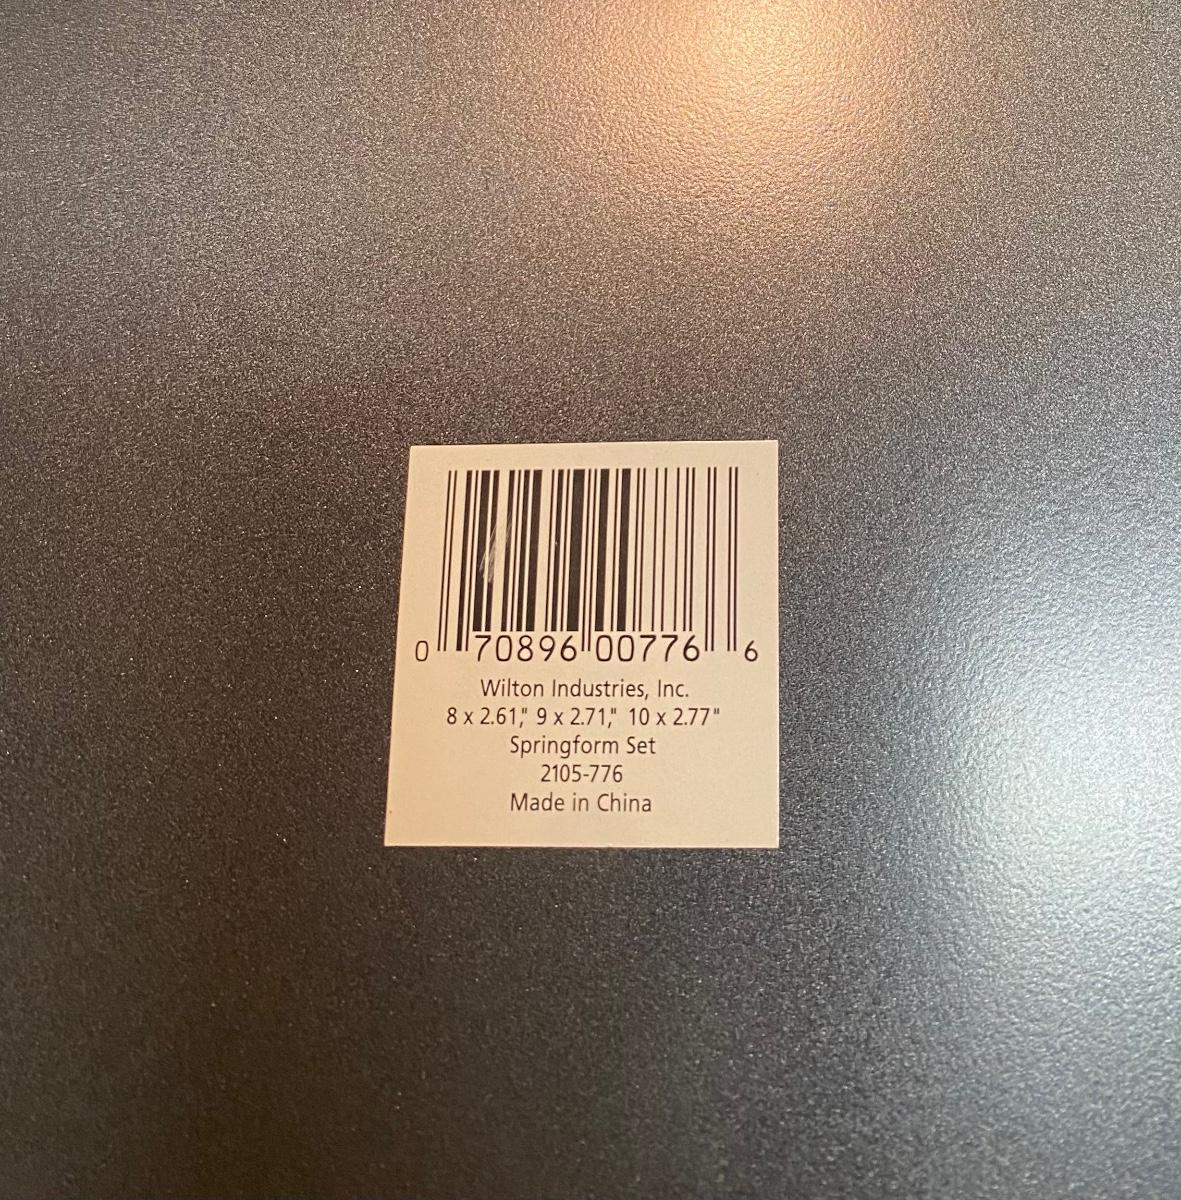 0 70896 00776 6
Wilton Industries, Inc.
8 x 2.61," 9 x 2.71," 10 x 2.77"
Springform Set
2105-776
Made in China